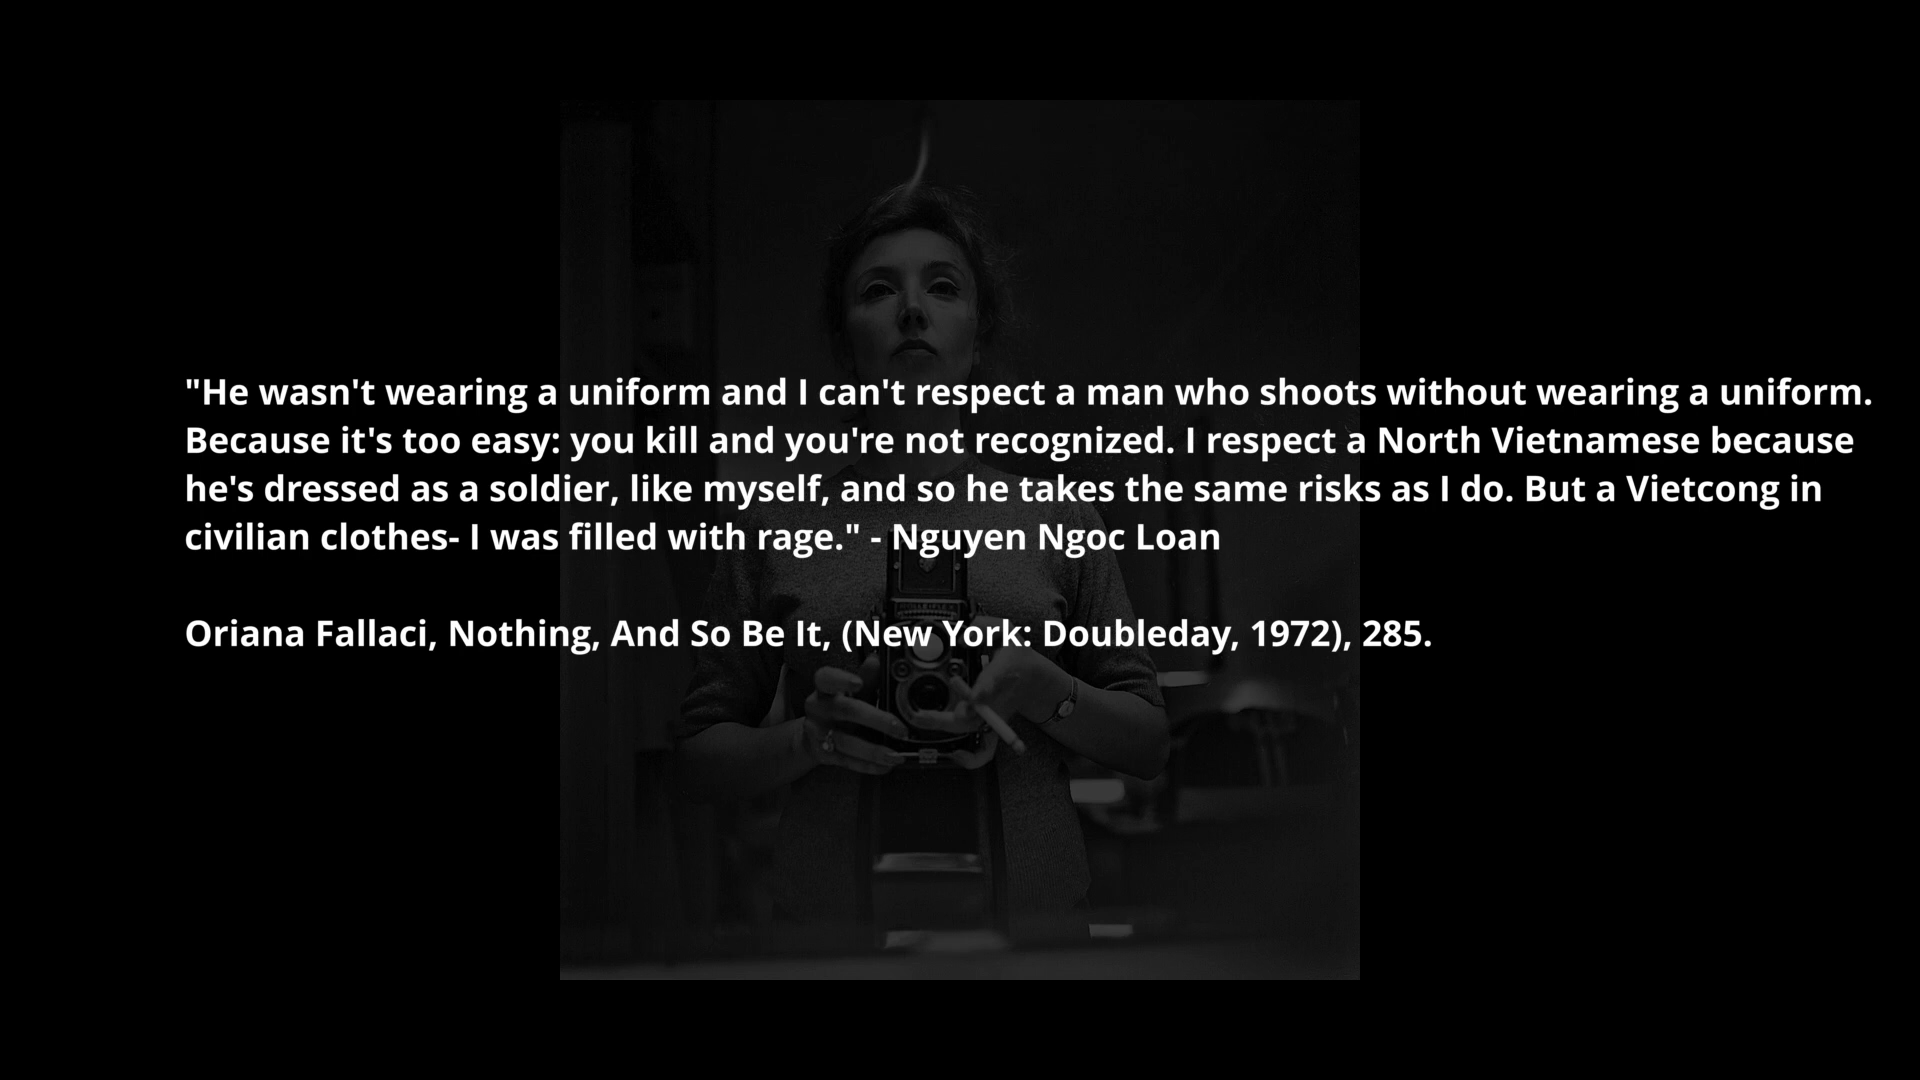 "He wasn't wearing a uniform and I can't respect a man who shoots without wearing a uniform.
Because it's too easy: you kill and you're not recognized. I respect a North Vietnamese because
he's dressed as a soldier, like myself, and so he takes the same risks as I do. But a Vietcong in
civilian clothes- I was filled with rage." - Nguyen Ngoc Loan
Oriana Fallaci, Nothing, And So Be It, (New York: Doubleday, 1972), 285.
ROLLEIFLEX